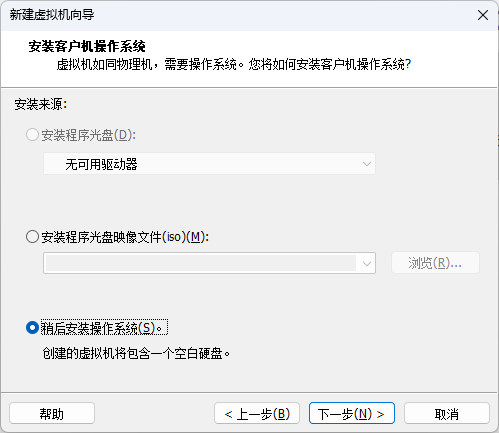 新建虚拟机向导
安装客户机操作系统
虚拟机如同物理机，需要操作系统。您将如何安装客户机操作系统?
安装来源:
安装程序光盘(D):
无可用驱动器
安装程序光盘映像文件(iso)(M):
浏览(R)...
稍后安装操作系统(S)。
创建的虚拟机将包含一个空白硬盘。
帮助
< 上一步(B)
下一步(N) >
取消